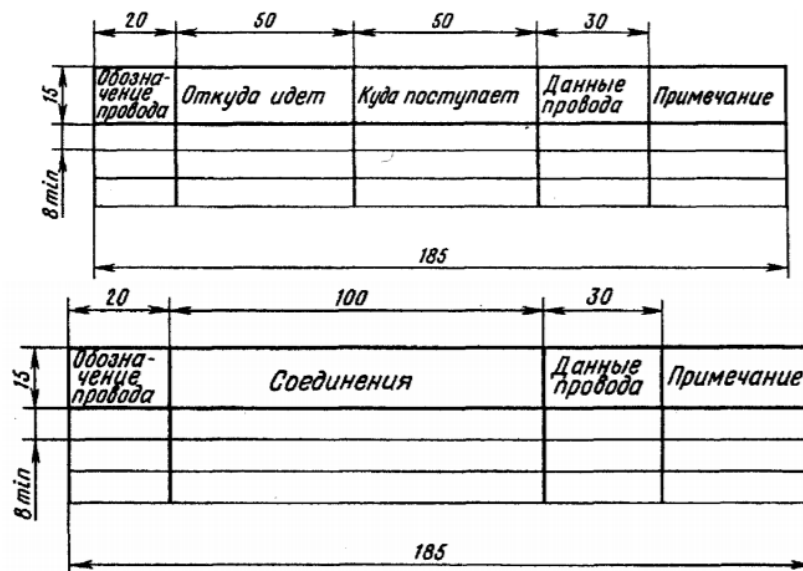 20 50 50 30
15 Обозна-
чение
провода Откуда идет Куда поступает Данные
провода Примечание
8 min
185
20 100 30
15 Обозна-
чение
провода Соединения Данные
провода Примечание
8 min
185